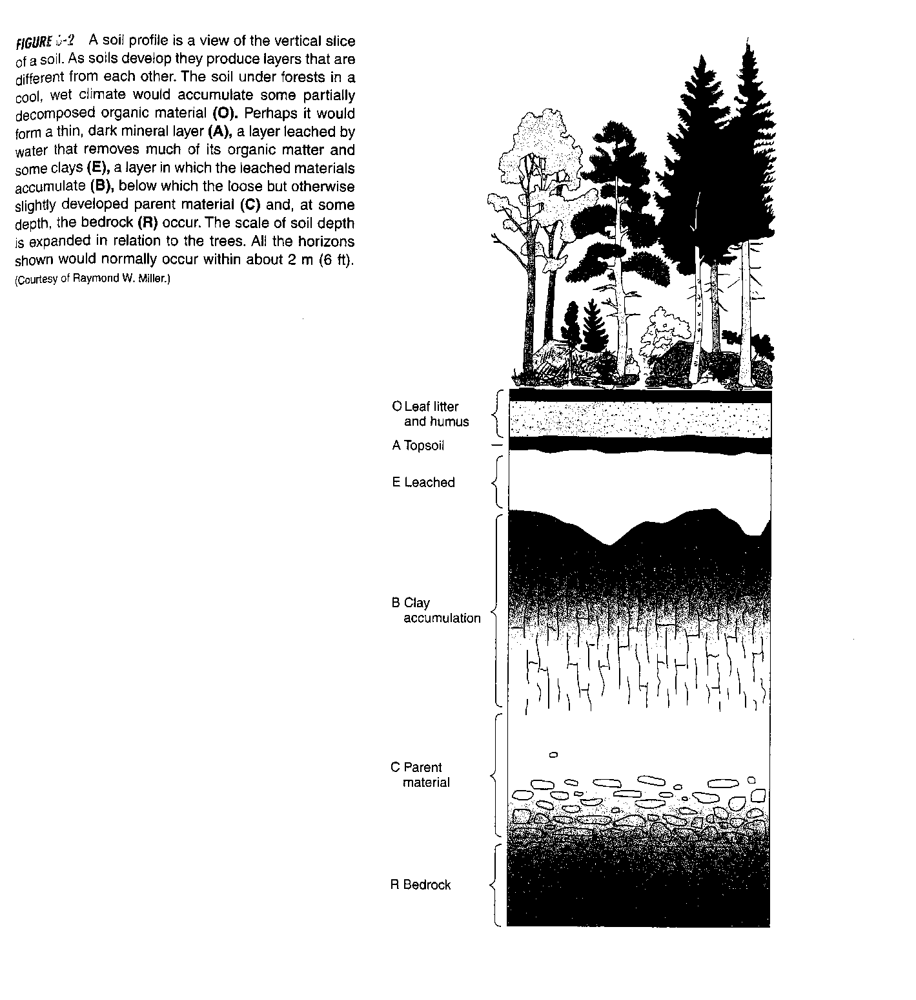 FIGURE -2 A soil profile is a view of the vertical slice
of a soil. As soils develop they produce layers that are
different from each other. The soil under forests in a
cool, wet climate would accumulate some partially
decomposed organic material (O). Perhaps it would
form a thin, dark mineral layer (A), a layer leached by
water that removes much of its organic matter and
some clays (E), a layer in which the leached materials
accumulate (B), below which the loose but otherwise
slightly developed parent material (C) and, at some
depth, the bedrock (R) occur. The scale of soil depth
is expanded in relation to the trees. All the horizons
shown would normally occur within about 2 m (6 ft).
(Courtesy of Raymond W. Miller.)
O Leaf litter
and humus
A Topsoil
E Leached
B Clay
accumulation
C Parent
material
R Bedrock